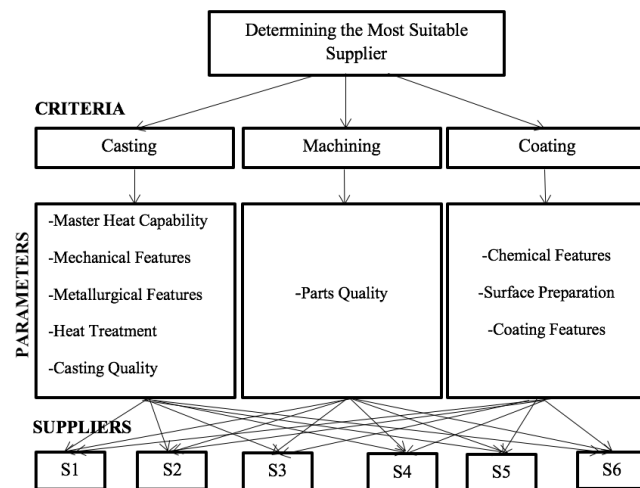 Determining the Most Suitable
Supplier
CRITERIA
Casting
Machining
Coating
PARAMETERS
-Master Heat Capability
-Mechanical Features
-Metallurgical Features
-Heat Treatment
-Casting Quality
-Parts Quality
-Chemical Features
-Surface Preparation
-Coating Features
SUPPLIERS
S1
S2
S3
S4
S5
S6